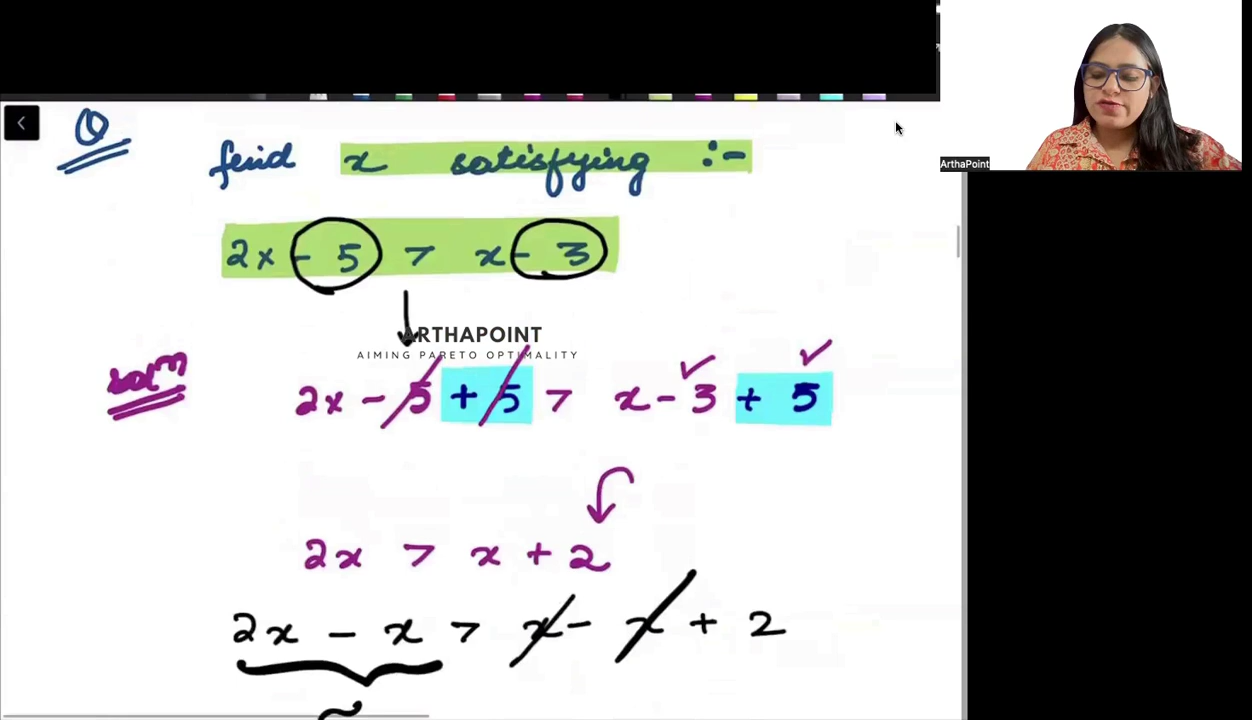 Q
find x satisfying :-
2x - 5 > x - 3
ARTHAPOINT
AIMING PARETO OPTIMALITY
Soln
2x - 5 + 5 > x - 3 + 5
2x > x + 2
2x - x > x - x + 2
ArthaPoint